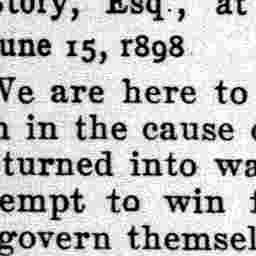 story, Esq., at
une 15, 1898
We are here to
n in the cause
turned into wa
empt to win f
govern themsel